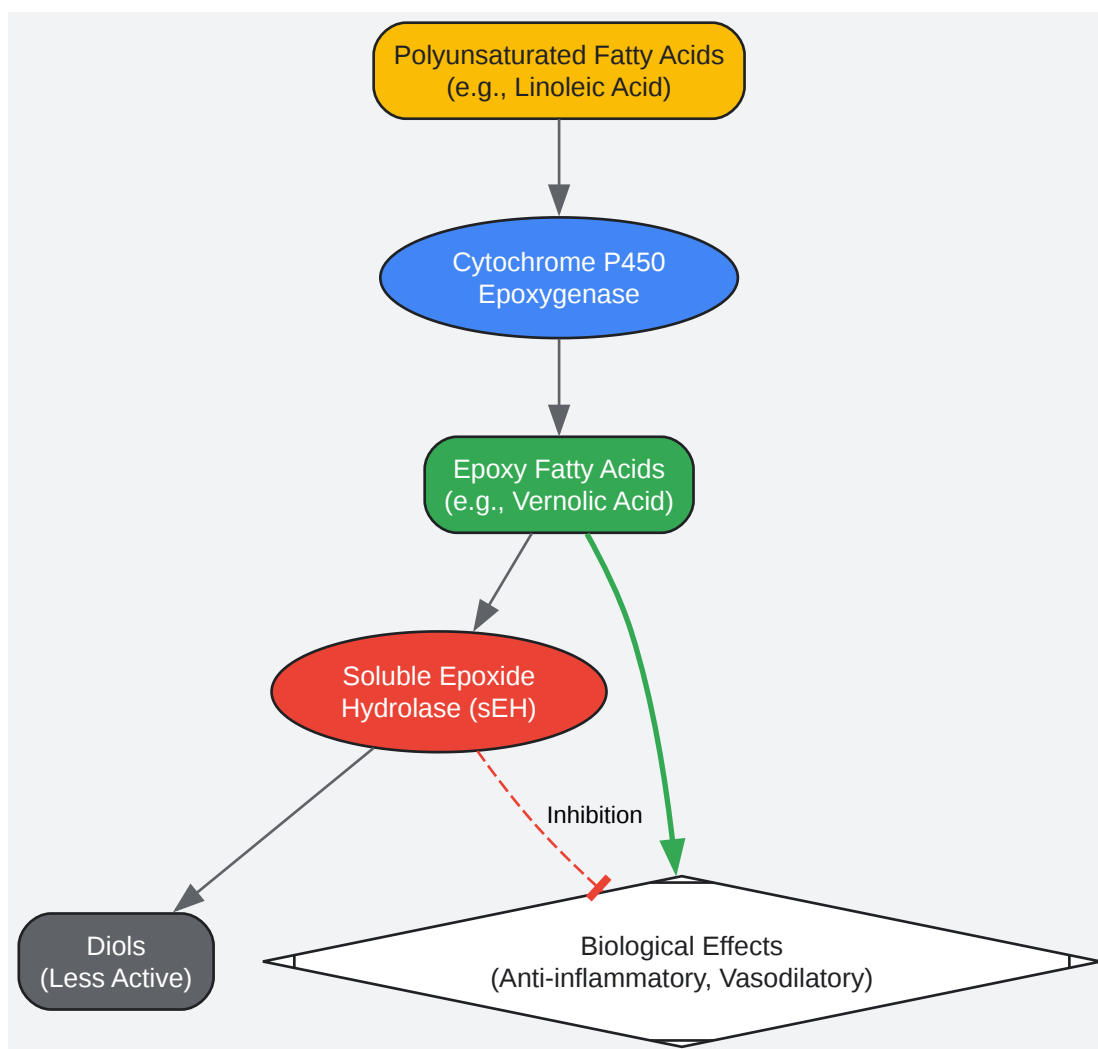 Polyunsaturated Fatty Acids
(e.g., Linoleic Acid)
Cytochrome P450
Epoxygenase
Epoxy Fatty Acids
(e.g., Vernolic Acid)
Soluble Epoxide
Hydrolase (sEH)
Inhibition
Diols
(Less Active)
Biological Effects
(Anti-inflammatory, Vasodilatory)